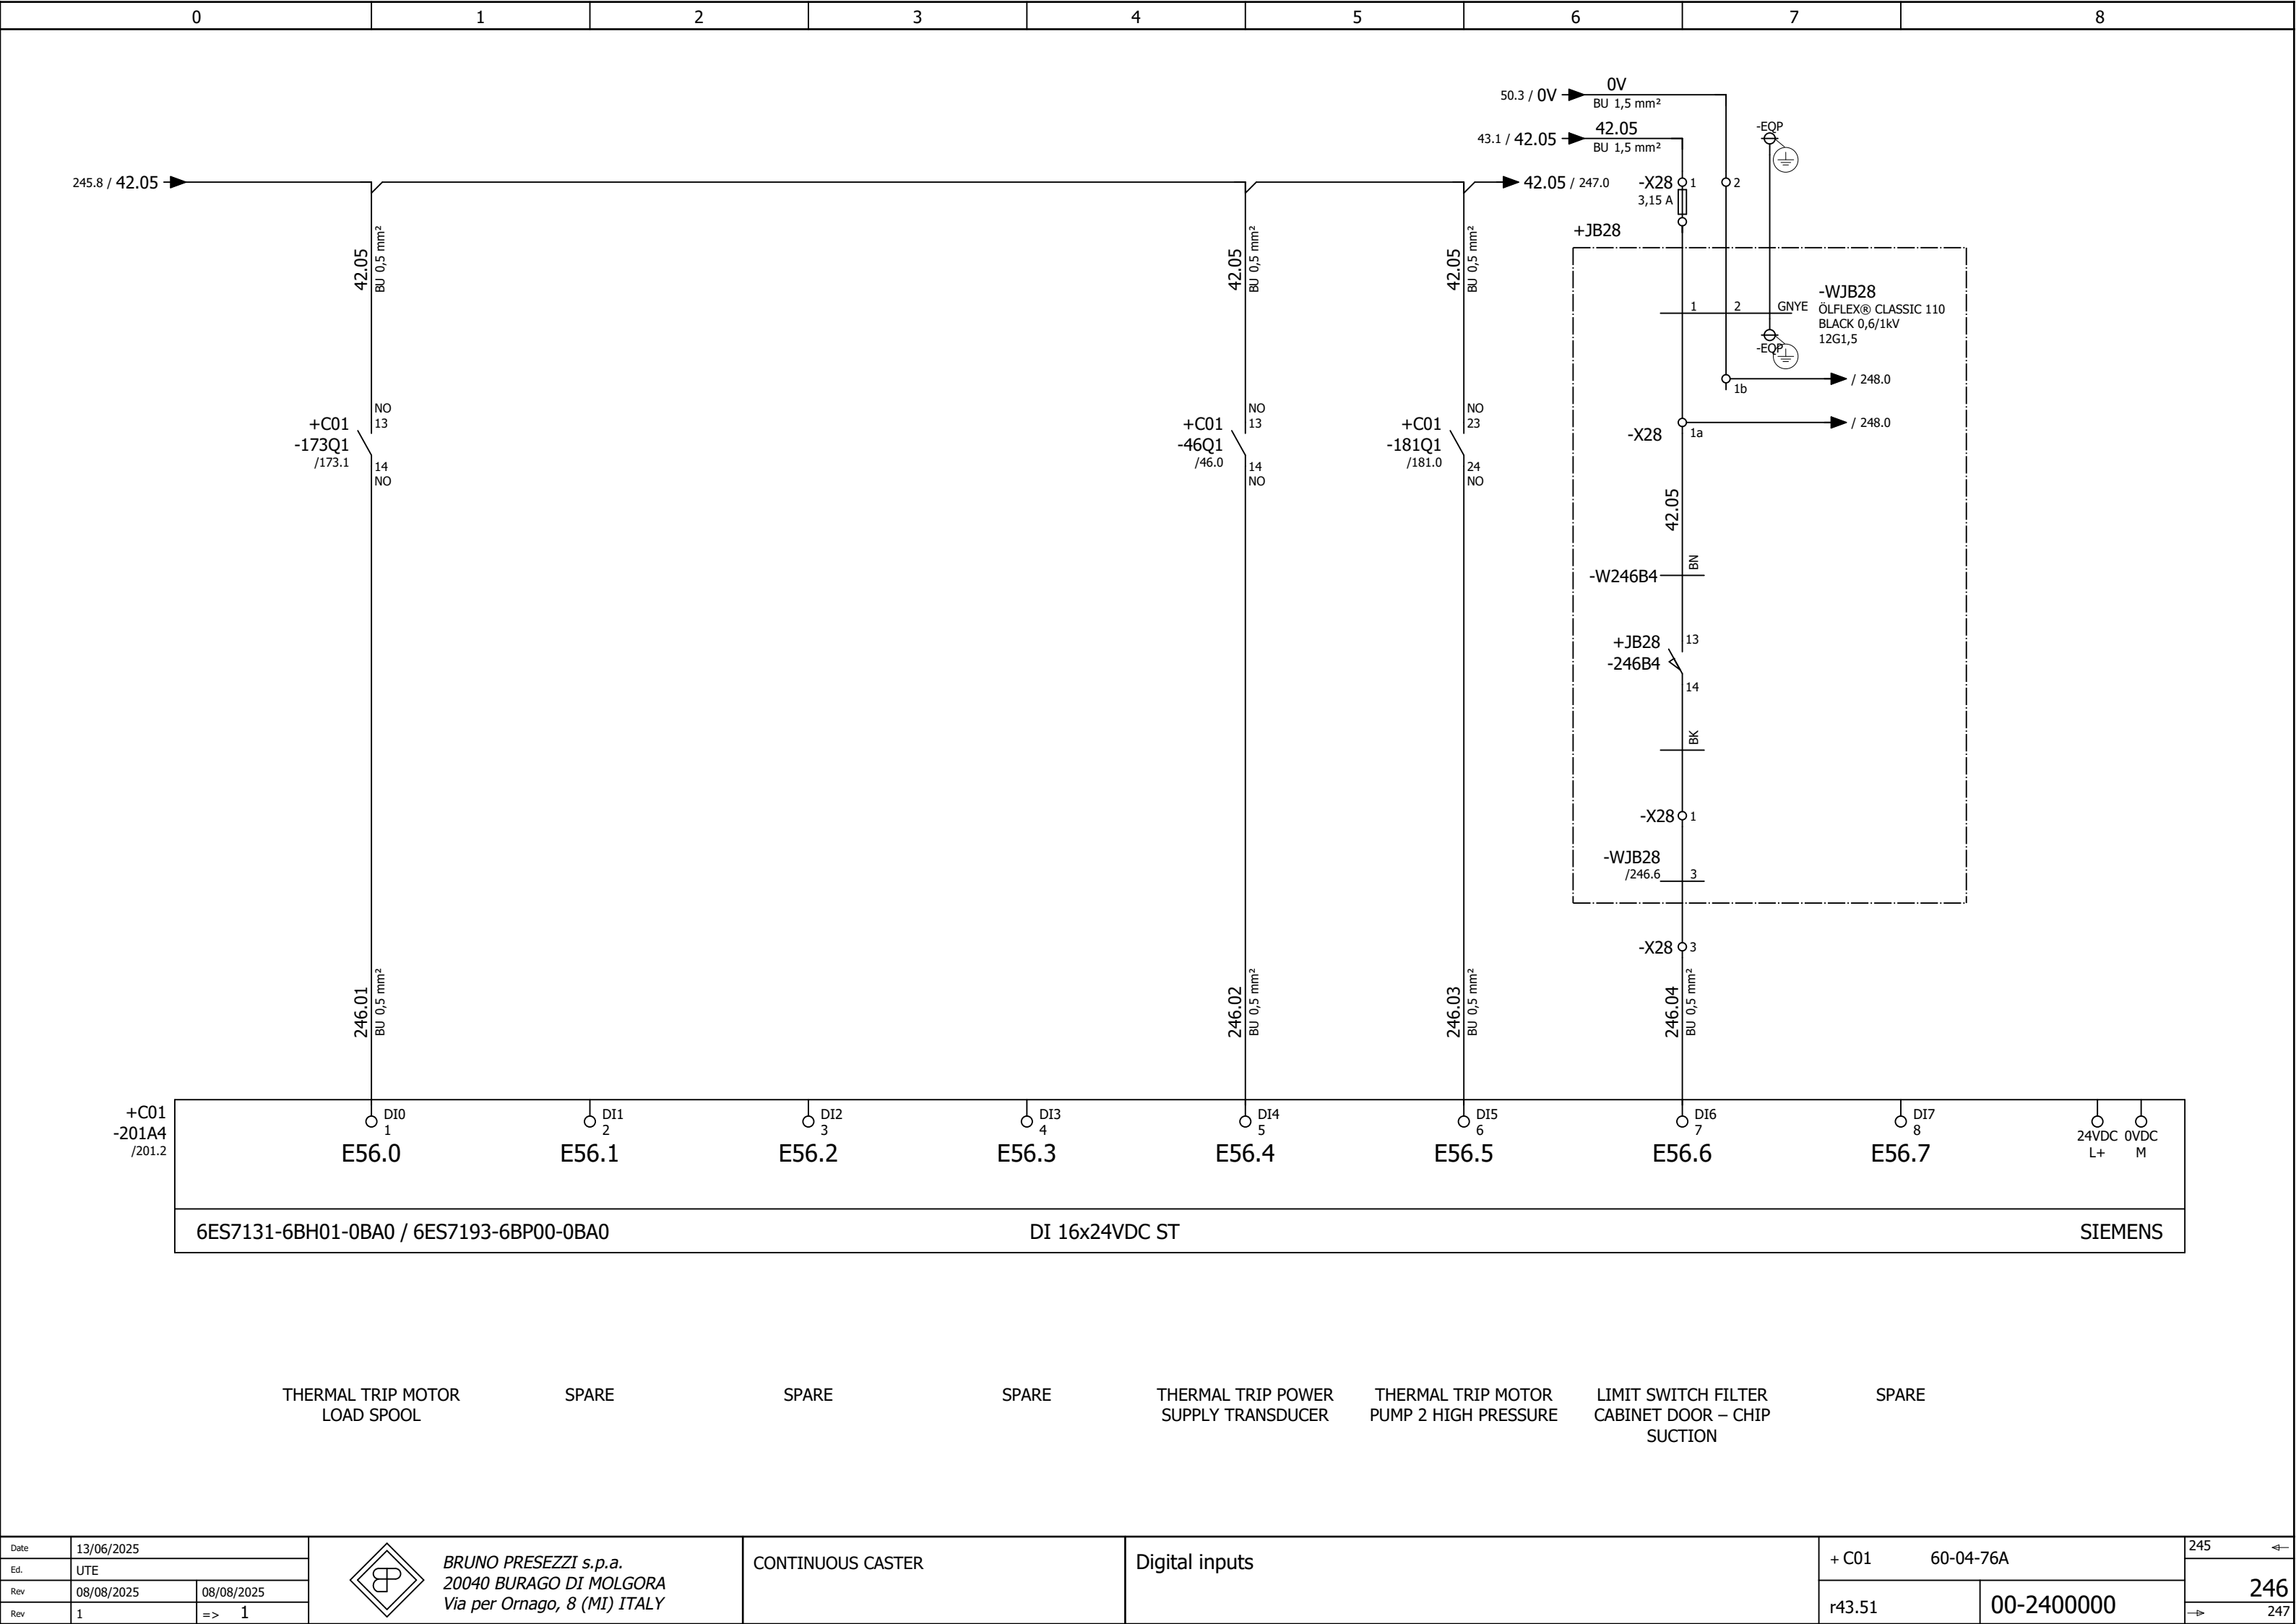 0 1 2 3 4 5 6 7 8
50.3 / 0V
0V
BU 1,5 mm²
43.1 / 42.05
42.05
BU 1,5 mm²
-EQP
245.8 / 42.05
42.05 / 247.0
-X28 1 2
3,15 A
+JB28
42.05
BU 0,5 mm²
42.05
BU 0,5 mm²
42.05
BU 0,5 mm²
1 2 GNYE
-WJB28
ÖLFLEX® CLASSIC 110
BLACK 0,6/1kV
12G1,5
-EQP
1b / 248.0
-X28 1a / 248.0
+C01
-173Q1
/173.1
NO
13
14
NO
+C01
-46Q1
/46.0
NO
13
14
NO
+C01
-181Q1
/181.0
NO
23
24
NO
42.05
-W246B4 BN
+JB28
-246B4
13
14
BK
-X28 1
-WJB28
/246.6 3
-X28 3
246.01
BU 0,5 mm²
246.02
BU 0,5 mm²
246.03
BU 0,5 mm²
246.04
BU 0,5 mm²
+C01
-201A4
/201.2
DI0
1
E56.0
DI1
2
E56.1
DI2
3
E56.2
DI3
4
E56.3
DI4
5
E56.4
DI5
6
E56.5
DI6
7
E56.6
DI7
8
E56.7
24VDC 0VDC
L+ M
6ES7131-6BH01-0BA0 / 6ES7193-6BP00-0BA0 DI 16x24VDC ST SIEMENS
THERMAL TRIP MOTOR
LOAD SPOOL
SPARE
SPARE
SPARE
THERMAL TRIP POWER
SUPPLY TRANSDUCER
THERMAL TRIP MOTOR
PUMP 2 HIGH PRESSURE
LIMIT SWITCH FILTER
CABINET DOOR – CHIP
SUCTION
SPARE
Date 13/06/2025
Ed. UTE
Rev 08/08/2025 08/08/2025
Rev 1 => 1
BP
BRUNO PRESEZZI s.p.a.
20040 BURAGO DI MOLGORA
Via per Ornago, 8 (MI) ITALY
CONTINUOUS CASTER
Digital inputs
+ C01 60-04-76A
r43.51 00-2400000
245
246
247